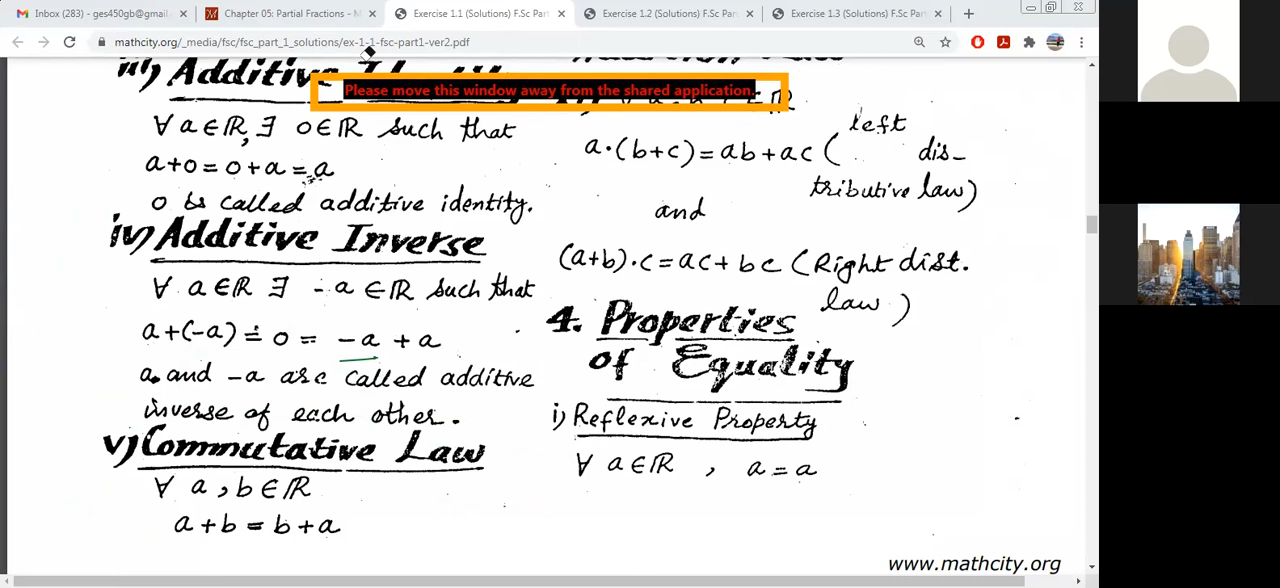 Inbox (283) - ges450gb@gmai
Chapter 05: Partial Fractions - M
Exercise 1.1 (Solutions) F.Sc Par
Exercise 1.2 (Solutions) F.Sc Par
Exercise 1.3 (Solutions) F.Sc Par
mathcity.org/_media/fsc/fsc_part_1_solutions/ex-1-1-fsc-part1-ver2.pdf
Please move this window away from the shared application.
iii) Additive Identity
∀ a∈ℝ, ∃ 0∈ℝ such that
a+0=0+a=a
0 is called additive identity.
iv) Additive Inverse
∀ a∈ℝ ∃ -a∈ℝ such that
a+(-a)=0=-a+a
a and -a are called additive
inverse of each other.
v) Commutative Law
∀ a,b∈ℝ
a+b=b+a
a·(b+c)=ab+ac (left dis-
tributive law)
and
(a+b)·c=ac+bc (Right dist.
law)
4. Properties
of Equality
i) Reflexive Property
∀ a∈ℝ, a=a
www.mathcity.org